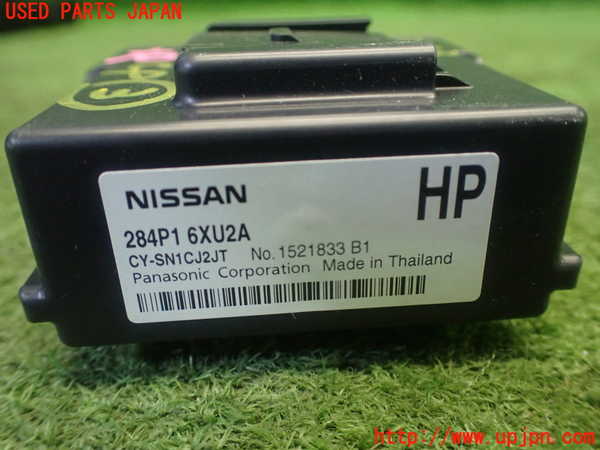 USED PARTS JAPAN
NISSAN
HP
284P1 6XU2A
CY-SN1CJ2JT No.1521833 B1
Panasonic Corporation Made in Thailand
http://www.upjpn.com/